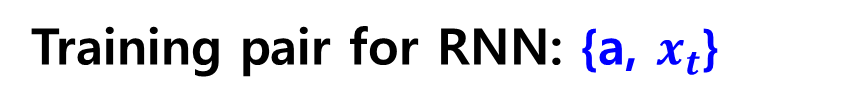 Training pair for RNN: {a, xₜ}